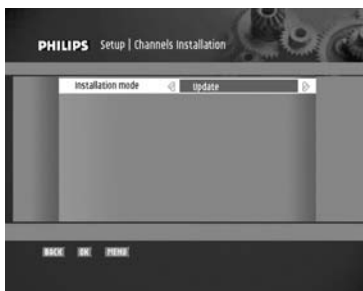 PHILIPS Setup | Channels Installation
Installation mode Update
BACK OK MENU